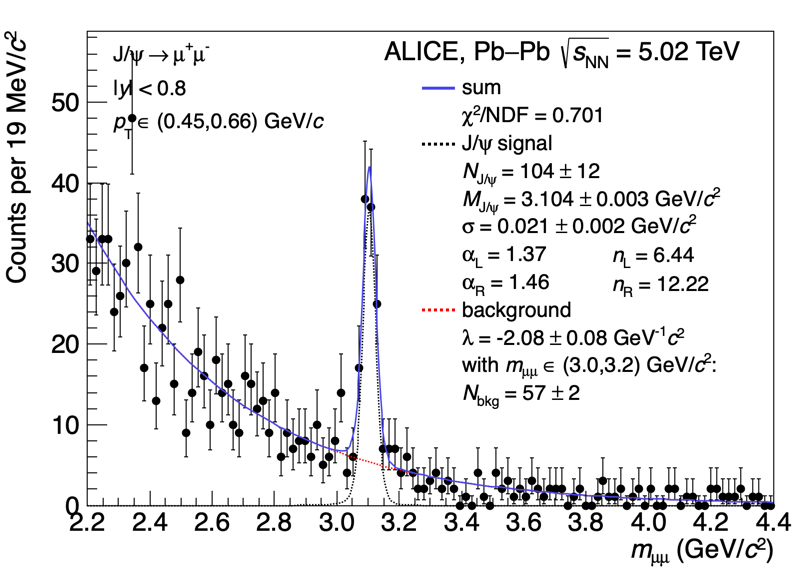 Counts per 19 MeV/c²
50
40
30
20
10
0
J/ψ → μ⁺μ⁻
|y| < 0.8
p_T ∈ (0.45,0.66) GeV/c
ALICE, Pb–Pb √s_NN = 5.02 TeV
sum
χ²/NDF = 0.701
J/ψ signal
N_J/ψ = 104 ± 12
M_J/ψ = 3.104 ± 0.003 GeV/c²
σ = 0.021 ± 0.002 GeV/c²
α_L = 1.37 n_L = 6.44
α_R = 1.46 n_R = 12.22
background
λ = -2.08 ± 0.08 GeV⁻¹c²
with m_μμ ∈ (3.0,3.2) GeV/c²:
N_bkg = 57 ± 2
2.2 2.4 2.6 2.8 3.0 3.2 3.4 3.6 3.8 4.0 4.2 4.4
m_μμ (GeV/c²)